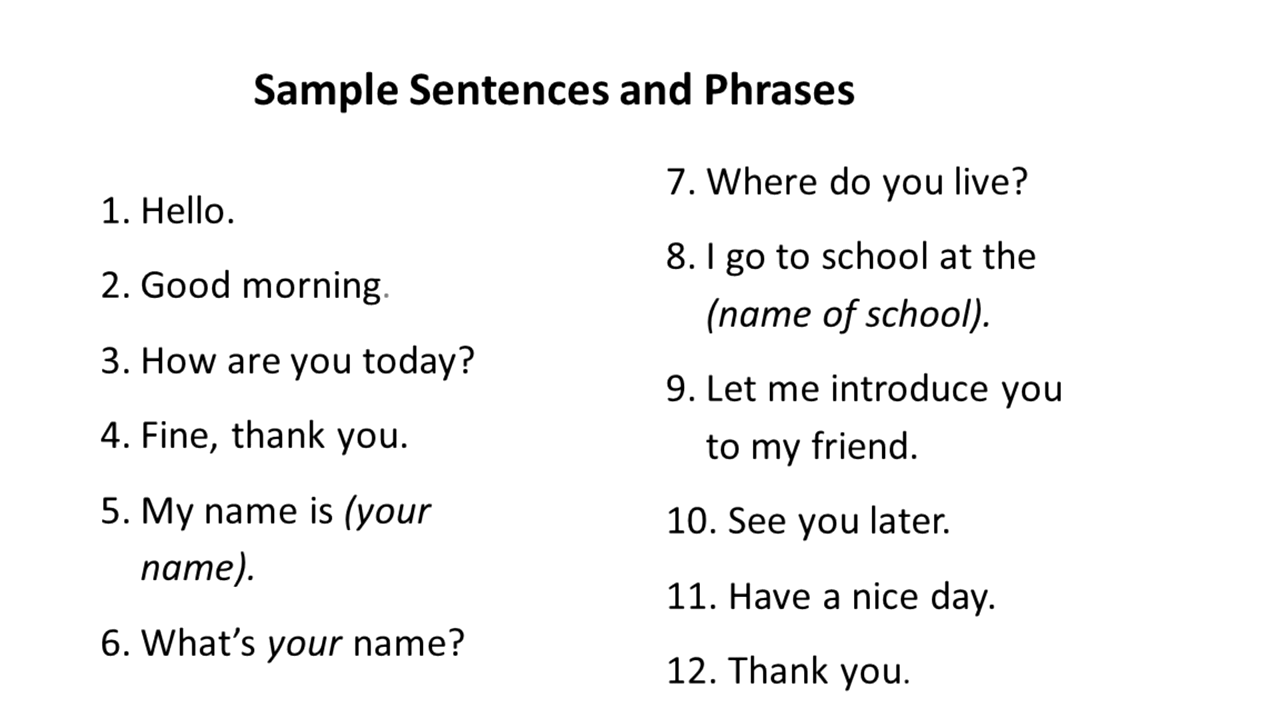 Sample Sentences and Phrases
1. Hello.
2. Good morning.
3. How are you today?
4. Fine, thank you.
5. My name is (your
name).
6. What’s your name?
7. Where do you live?
8. I go to school at the
(name of school).
9. Let me introduce you
to my friend.
10. See you later.
11. Have a nice day.
12. Thank you.